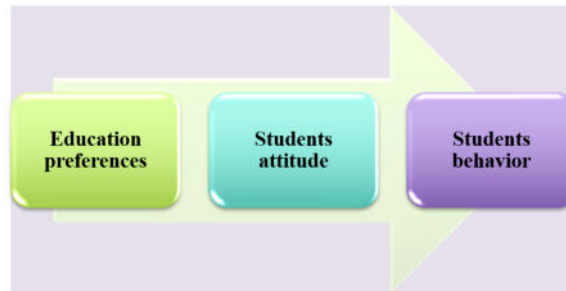 Education
preferences
Students
attitude
Students
behavior